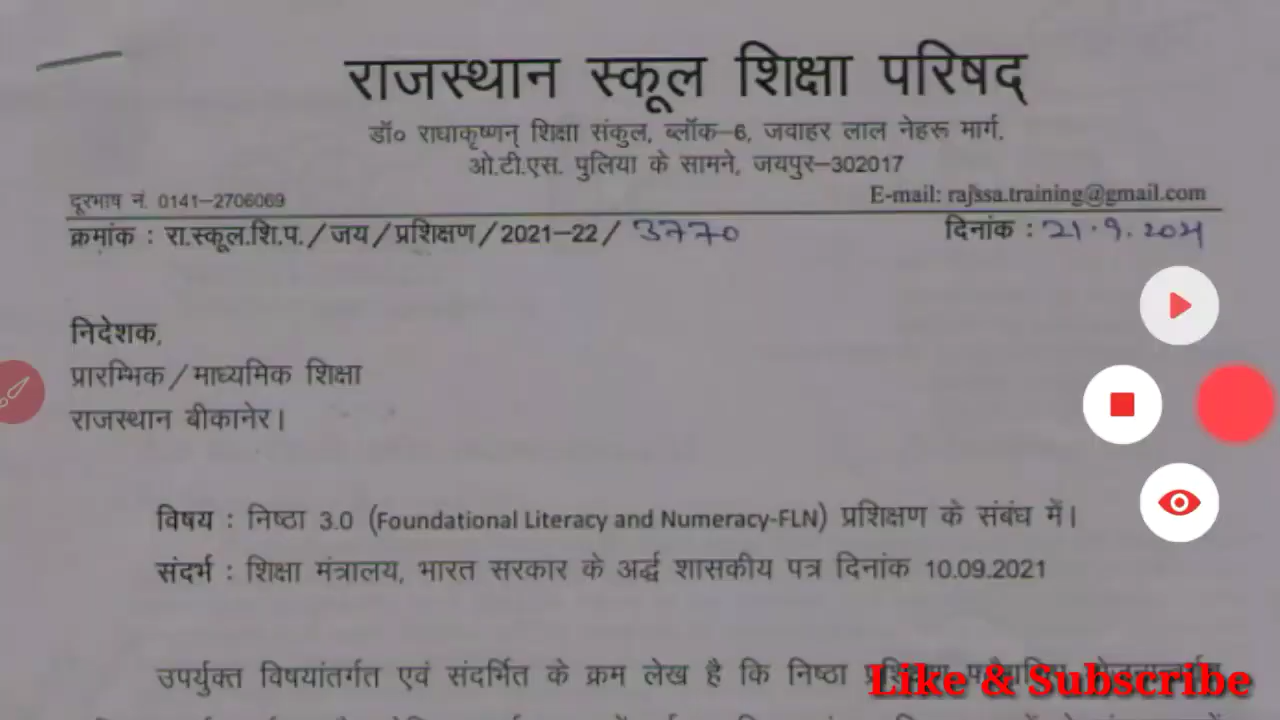 राजस्थान स्कूल शिक्षा परिषद्
डॉ० राधाकृष्णन् शिक्षा संकुल, ब्लॉक–6, जवाहर लाल नेहरू मार्ग,
ओ.टी.एस. पुलिया के सामने, जयपुर–302017
दूरभाष नं. 0141–2706069
E-mail: rajssa.training@gmail.com
क्रमांक : रा.स्कूल.शि.प./जय/प्रशिक्षण/2021–22/ 3770
दिनांक : 21.9.2021
निदेशक,
प्रारम्भिक/माध्यमिक शिक्षा
राजस्थान बीकानेर।
विषय : निष्ठा 3.0 (Foundational Literacy and Numeracy-FLN) प्रशिक्षण के संबंध में।
संदर्भ : शिक्षा मंत्रालय, भारत सरकार के अर्द्ध शासकीय पत्र दिनांक 10.09.2021
उपर्युक्त विषयांतर्गत एवं संदर्भित के क्रम लेख है कि निष्ठा
Like & Subscribe